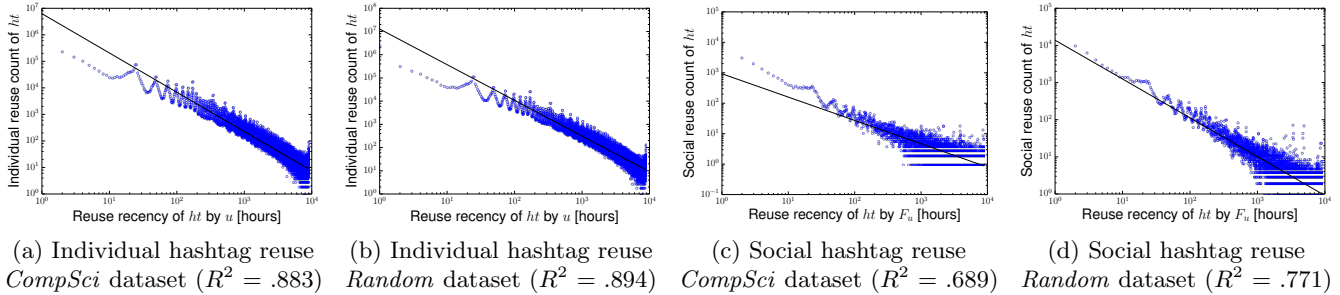 10^7
10^6
10^5
10^4
10^3
10^2
10^1
10^0
Individual reuse count of ht
10^0 10^1 10^2 10^3 10^4
Reuse recency of ht by u [hours]
(a) Individual hashtag reuse
CompSci dataset (R^2 = .883)
10^8
10^7
10^6
10^5
10^4
10^3
10^2
10^1
10^0
Individual reuse count of ht
10^0 10^1 10^2 10^3 10^4
Reuse recency of ht by u [hours]
(b) Individual hashtag reuse
Random dataset (R^2 = .894)
10^5
10^4
10^3
10^2
10^1
10^0
10^-1
Social reuse count of ht
10^0 10^1 10^2 10^3 10^4
Reuse recency of ht by F_u [hours]
(c) Social hashtag reuse
CompSci dataset (R^2 = .689)
10^5
10^4
10^3
10^2
10^1
10^0
Social reuse count of ht
10^0 10^1 10^2 10^3 10^4
Reuse recency of ht by F_u [hours]
(d) Social hashtag reuse
Random dataset (R^2 = .771)